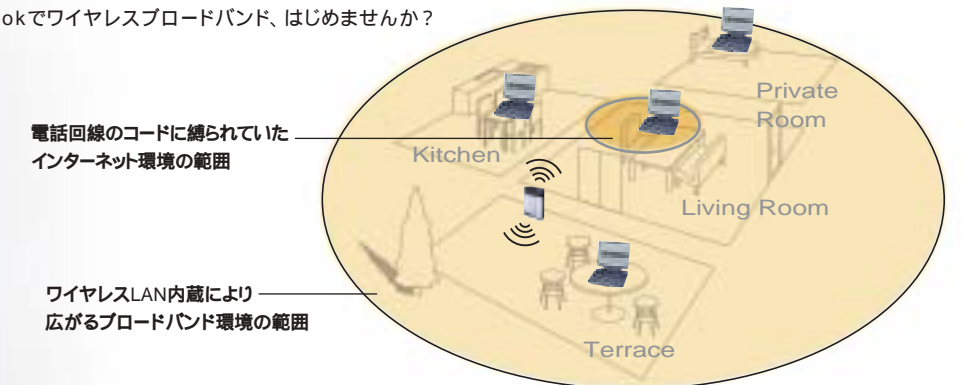 okでワイヤレスブロードバンド、はじめませんか？
Private
Room
電話回線のコードに縛られていた
インターネット環境の範囲
Kitchen
Living Room
ワイヤレスLAN内蔵により
広がるブロードバンド環境の範囲
Terrace